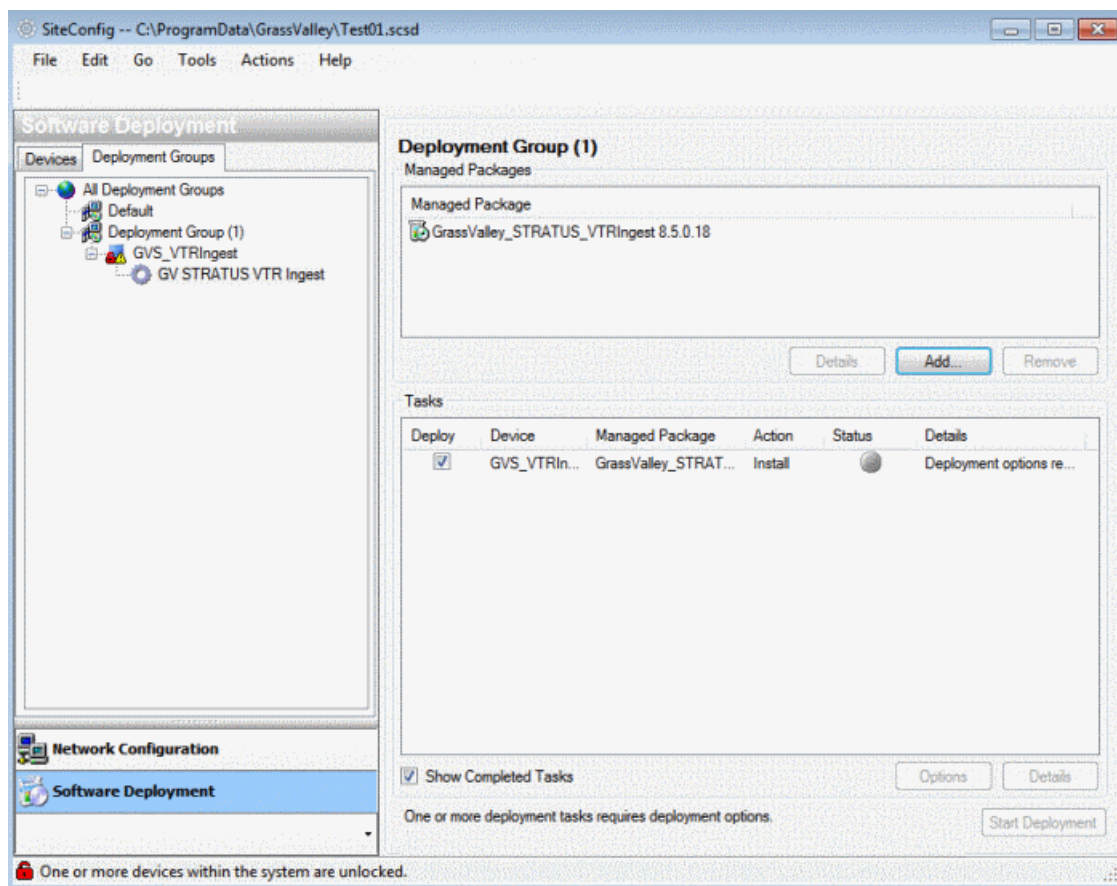 SiteConfig -- C:\ProgramData\GrassValley\Test01.scsd
File Edit Go Tools Actions Help
Software Deployment
Devices Deployment Groups
All Deployment Groups
Default
Deployment Group (1)
GVS_VTRIngest
GV STRATUS VTR Ingest
Network Configuration
Software Deployment
Deployment Group (1)
Managed Packages
Managed Package
GrassValley_STRATUS_VTRIngest 8.5.0.18
Details Add... Remove
Tasks
Deploy Device Managed Package Action Status Details
GVS_VTRIn... GrassValley_STRAT... Install Deployment options re...
Show Completed Tasks Options Details
One or more deployment tasks requires deployment options. Start Deployment
One or more devices within the system are unlocked.